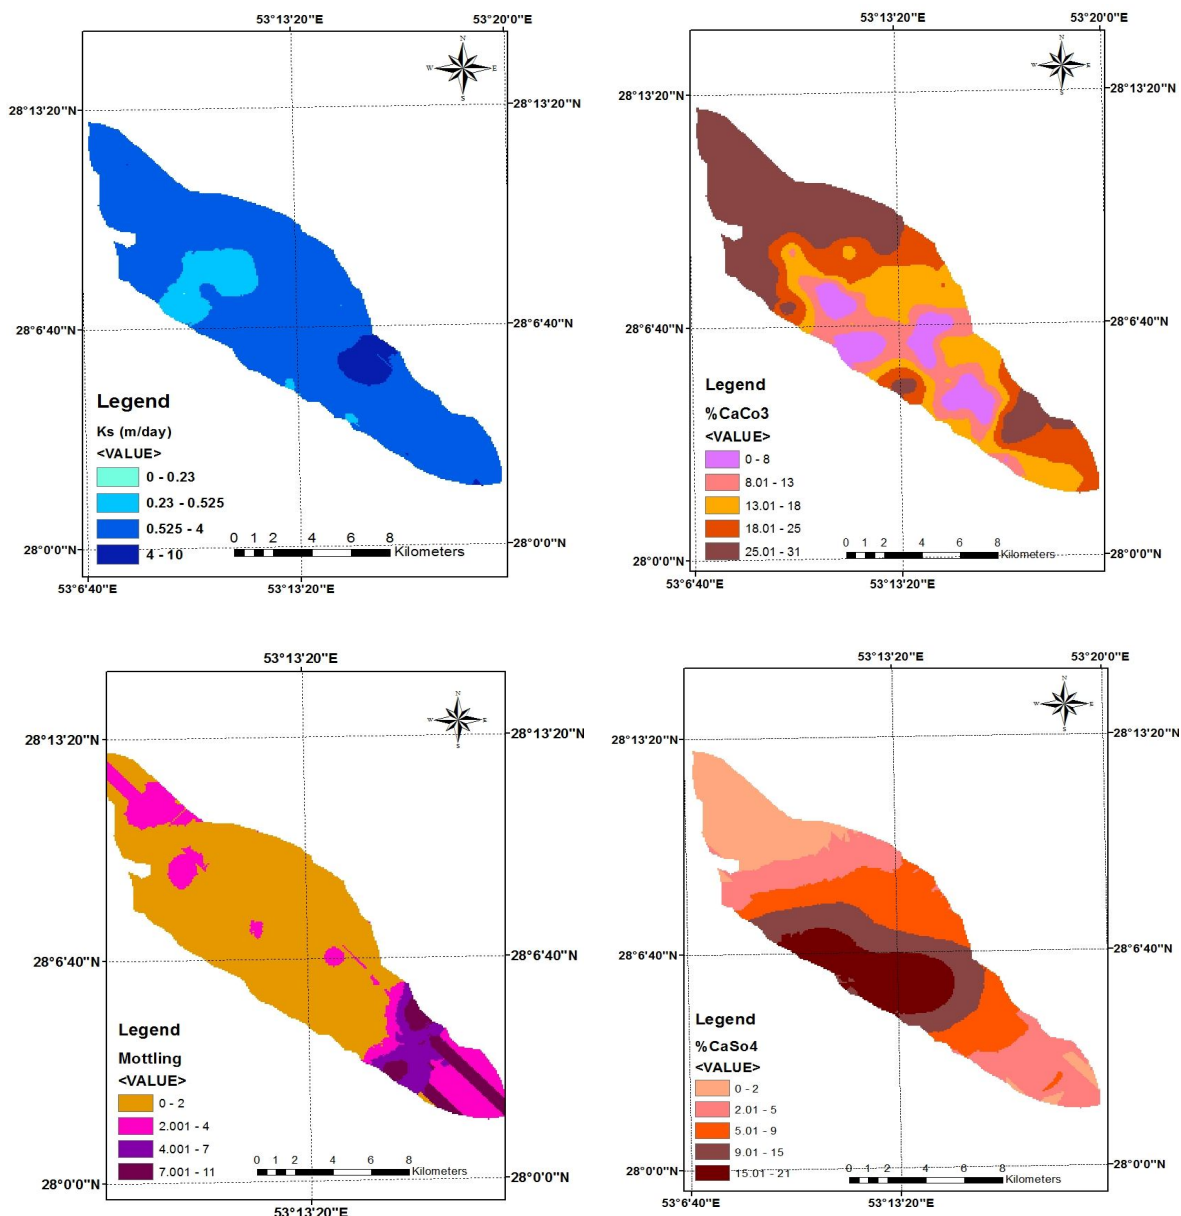 53°13'20"E 53°20'0"E
N
W E
S
28°13'20"N 28°13'20"N
28°6'40"N 28°6'40"N
Legend
Ks (m/day)
<VALUE>
0 - 0.23
0.23 - 0.525
0.525 - 4
4 - 10
0 1 2 4 6 8
Kilometers
28°0'0"N 28°0'0"N
53°6'40"E 53°13'20"E
53°13'20"E 53°20'0"E
N
W E
S
28°13'20"N 28°13'20"N
28°6'40"N 28°6'40"N
Legend
%CaCo3
<VALUE>
0 - 8
8.01 - 13
13.01 - 18
18.01 - 25
25.01 - 31
0 1 2 4 6 8
Kilometers
28°0'0"N 28°0'0"N
53°6'40"E 53°13'20"E
53°13'20"E
N
W E
S
28°13'20"N 28°13'20"N
28°6'40"N 28°6'40"N
Legend
Mottling
<VALUE>
0 - 2
2.001 - 4
4.001 - 7
7.001 - 11
0 1 2 4 6 8
Kilometers
28°0'0"N 28°0'0"N
53°13'20"E
53°13'20"E 53°20'0"E
N
W E
S
28°13'20"N 28°13'20"N
28°6'40"N 28°6'40"N
Legend
%CaSo4
<VALUE>
0 - 2
2.01 - 5
5.01 - 9
9.01 - 15
15.01 - 21
0 1 2 4 6 8
Kilometers
28°0'0"N 28°0'0"N
53°6'40"E 53°13'20"E